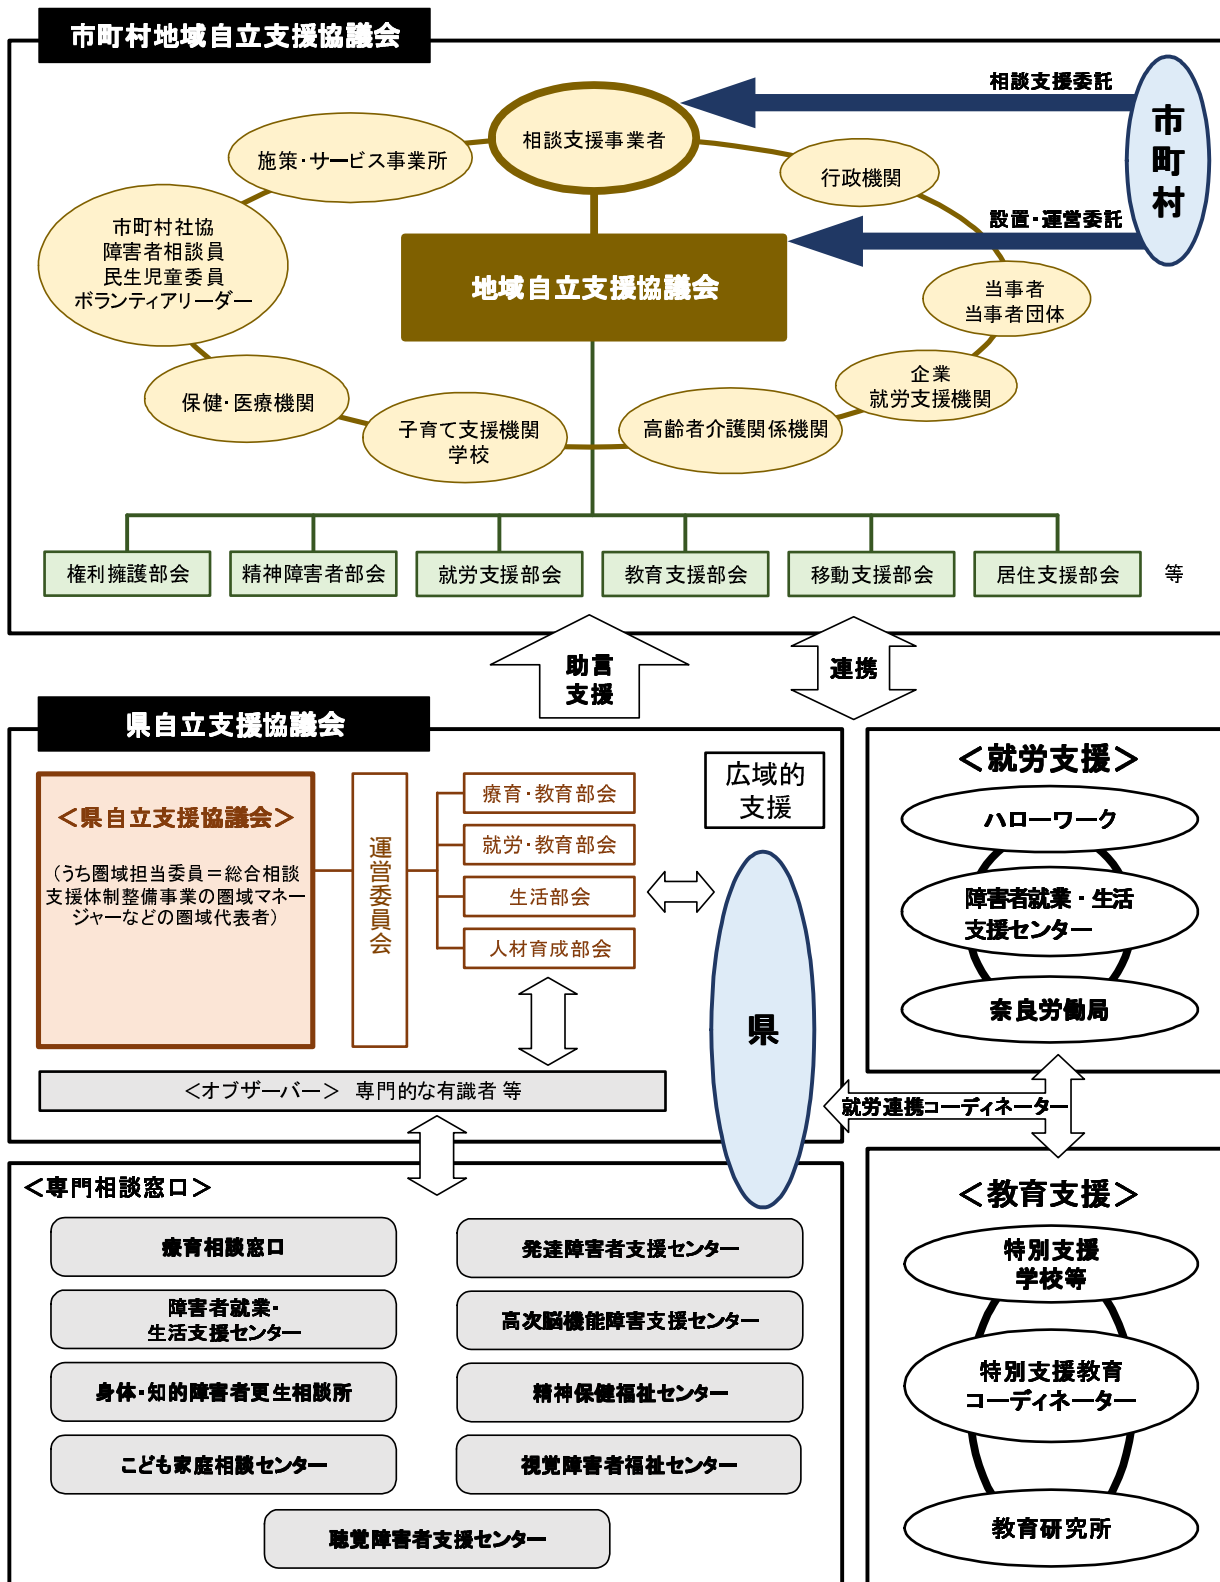 市町村地域自立支援協議会
相談支援委託
市町村
相談支援事業者
施策・サービス事業所
行政機関
市町村社協
障害者相談員
民生児童委員
ボランティアリーダー
設置・運営委託
地域自立支援協議会
当事者
当事者団体
企業
就労支援機関
保健・医療機関
子育て支援機関
学校
高齢者介護関係機関
権利擁護部会
精神障害者部会
就労支援部会
教育支援部会
移動支援部会
居住支援部会
等
助言
支援
連携
県自立支援協議会
＜県自立支援協議会＞
（うち圏域担当委員＝総合相談
支援体制整備事業の圏域マネー
ジャーなどの圏域代表者）
運営委員会
療育・教育部会
就労・教育部会
生活部会
人材育成部会
広域的
支援
県
＜オブザーバー＞　専門的な有識者 等
＜就労支援＞
ハローワーク
障害者就業・生活
支援センター
奈良労働局
就労連携コーディネーター
＜専門相談窓口＞
療育相談窓口
発達障害者支援センター
障害者就業・
生活支援センター
高次脳機能障害支援センター
身体・知的障害者更生相談所
精神保健福祉センター
こども家庭相談センター
視覚障害者福祉センター
聴覚障害者支援センター
＜教育支援＞
特別支援
学校等
特別支援教育
コーディネーター
教育研究所